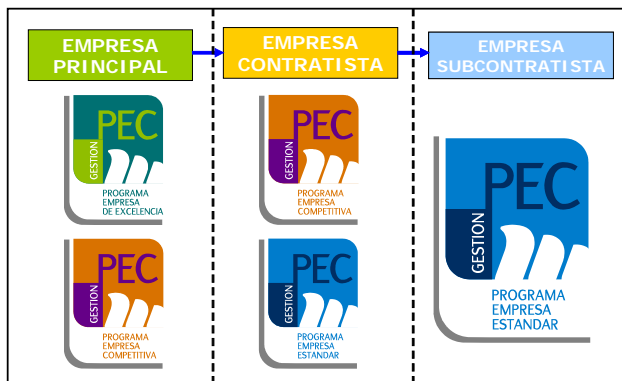 EMPRESA
PRINCIPAL
EMPRESA
CONTRATISTA
EMPRESA
SUBCONTRATISTA
PEC
GESTION
PROGRAMA
EMPRESA
DE EXCELENCIA
PEC
GESTION
PROGRAMA
EMPRESA
COMPETITIVA
PEC
GESTION
PROGRAMA
EMPRESA
COMPETITIVA
PEC
GESTION
PROGRAMA
EMPRESA
ESTANDAR
PEC
GESTION
PROGRAMA
EMPRESA
ESTANDAR